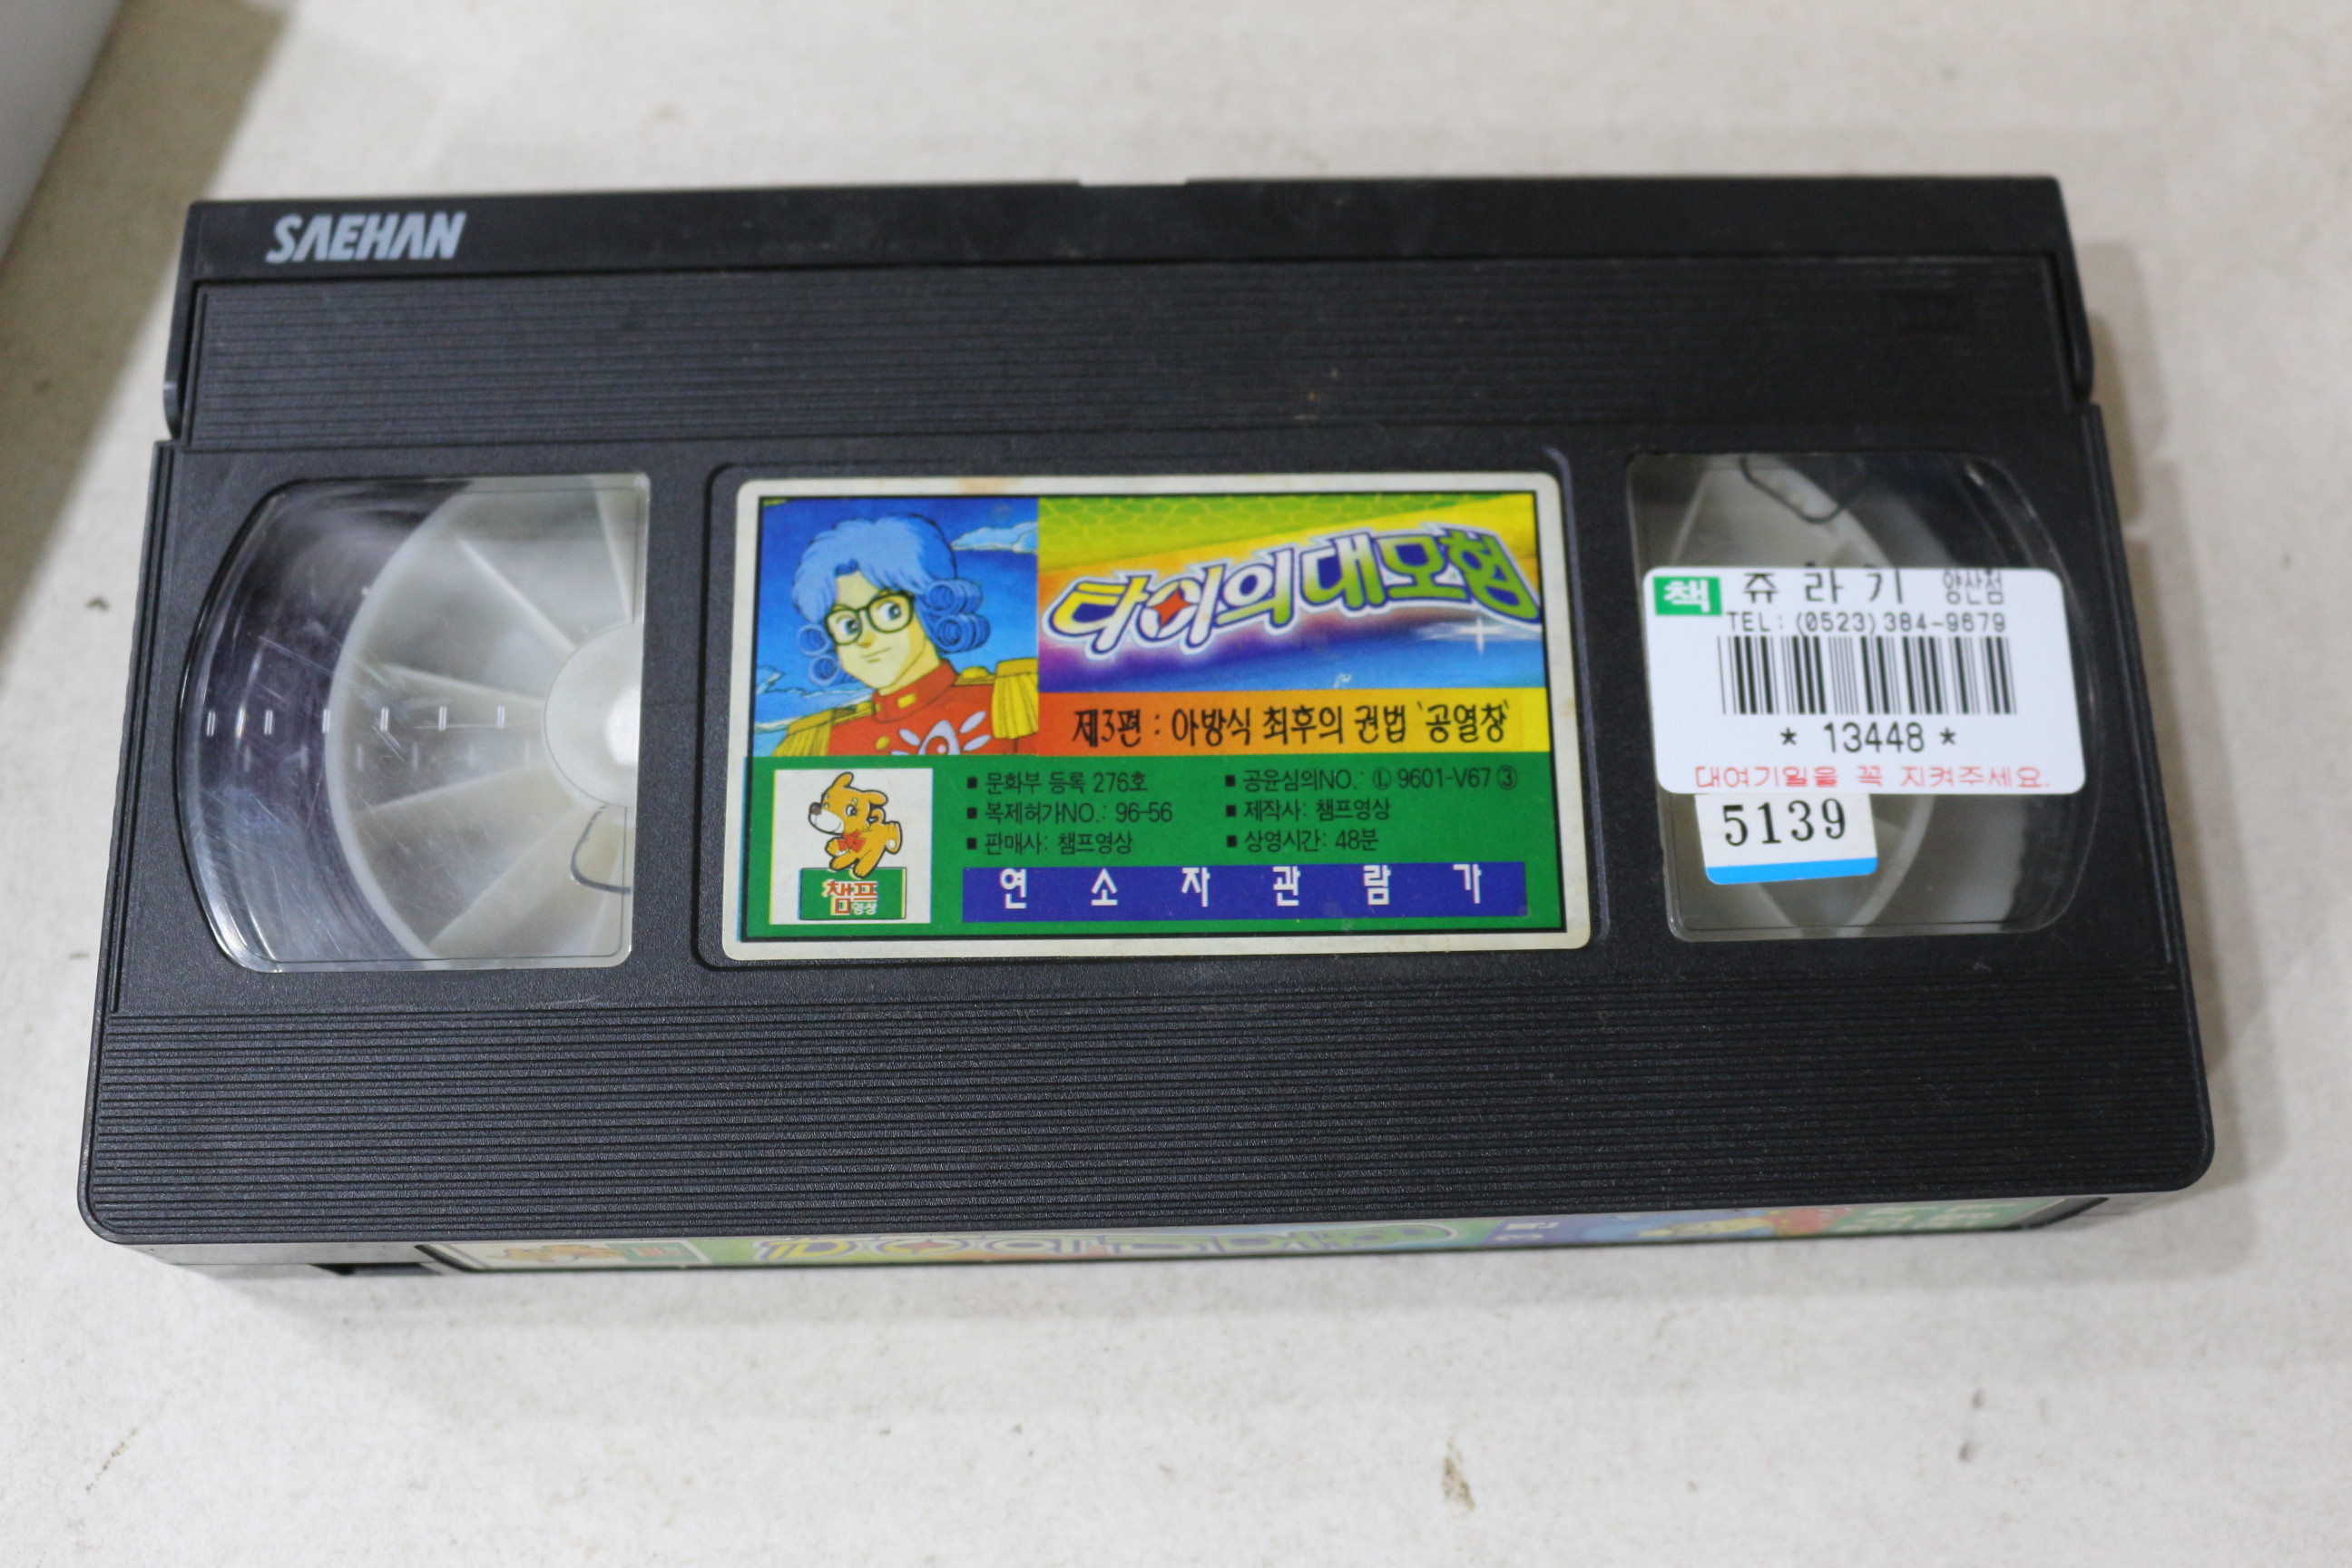 SAEHAN
타이의대모험
제3편 : 아방식 최후의 권법 '공열창'
■ 문화부 등록 276호
■ 복제허가NO.: 96-56
■ 판매사: 챔프영상
■ 공윤심의NO.: Ⓛ 9601-V67 ③
■ 제작사: 챔프영상
■ 상영시간: 48분
챔프
영상
연 소 자 관 람 가
책 쥬 라 기 양산점
TEL: (0523)384-9679
* 13448 *
대여기일을 꼭 지켜주세요.
5139